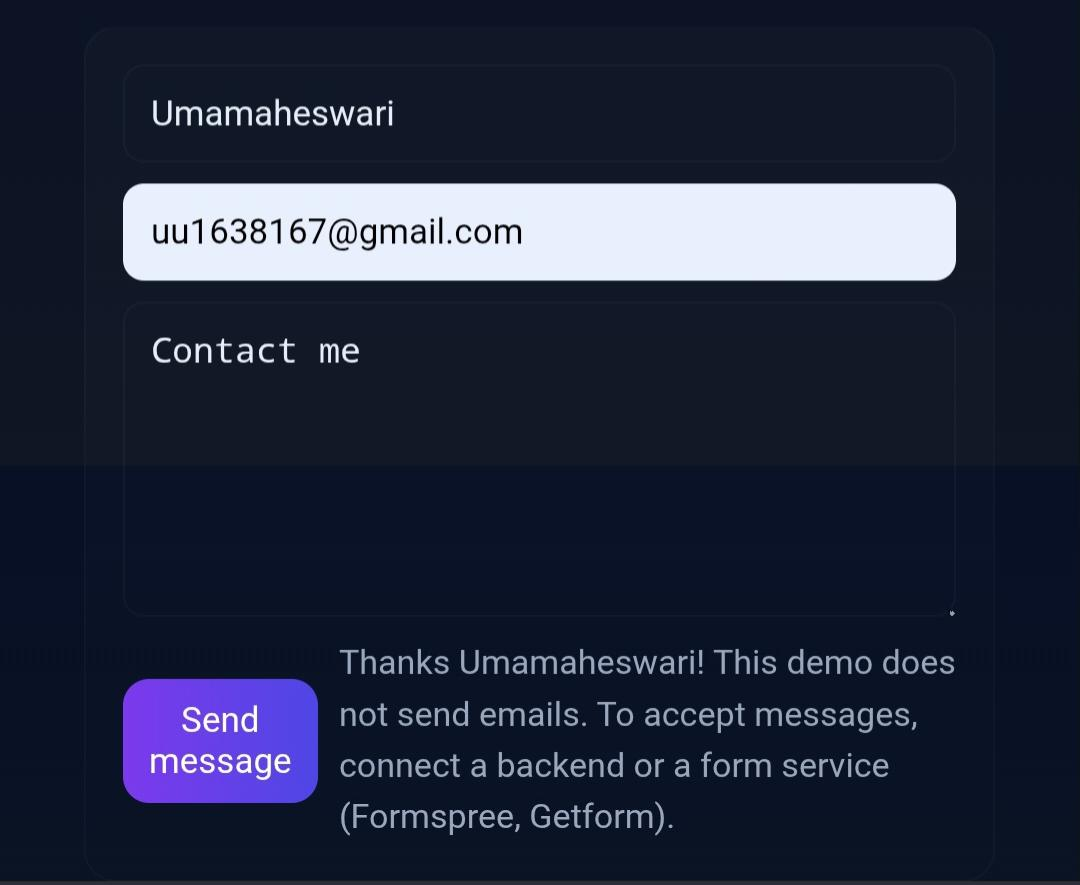 Umamaheswari
uu1638167@gmail.com
Contact me
Send
message
Thanks Umamaheswari! This demo does
not send emails. To accept messages,
connect a backend or a form service
(Formspree, Getform).